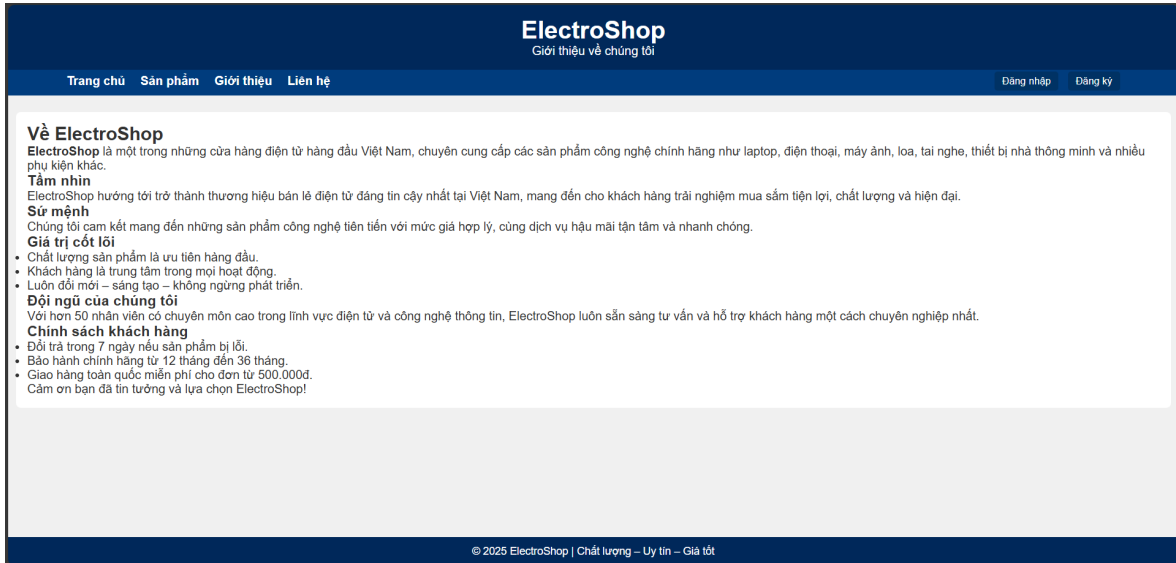 ElectroShop
Giới thiệu về chúng tôi
Trang chủ Sản phẩm Giới thiệu Liên hệ Đăng nhập Đăng ký
Về ElectroShop
ElectroShop là một trong những cửa hàng điện tử hàng đầu Việt Nam, chuyên cung cấp các sản phẩm công nghệ chính hãng như laptop, điện thoại, máy ảnh, loa, tai nghe, thiết bị nhà thông minh và nhiều
phụ kiện khác.
Tầm nhìn
ElectroShop hướng tới trở thành thương hiệu bán lẻ điện tử đáng tin cậy nhất tại Việt Nam, mang đến cho khách hàng trải nghiệm mua sắm tiện lợi, chất lượng và hiện đại.
Sứ mệnh
Chúng tôi cam kết mang đến những sản phẩm công nghệ tiên tiến với mức giá hợp lý, cùng dịch vụ hậu mãi tận tâm và nhanh chóng.
Giá trị cốt lõi
• Chất lượng sản phẩm là ưu tiên hàng đầu.
• Khách hàng là trung tâm trong mọi hoạt động.
• Luôn đổi mới – sáng tạo – không ngừng phát triển.
Đội ngũ của chúng tôi
Với hơn 50 nhân viên có chuyên môn cao trong lĩnh vực điện tử và công nghệ thông tin, ElectroShop luôn sẵn sàng tư vấn và hỗ trợ khách hàng một cách chuyên nghiệp nhất.
Chính sách khách hàng
• Đổi trả trong 7 ngày nếu sản phẩm bị lỗi.
• Bảo hành chính hãng từ 12 tháng đến 36 tháng.
• Giao hàng toàn quốc miễn phí cho đơn từ 500.000đ.
Cảm ơn bạn đã tin tưởng và lựa chọn ElectroShop!
© 2025 ElectroShop | Chất lượng – Uy tín – Giá tốt